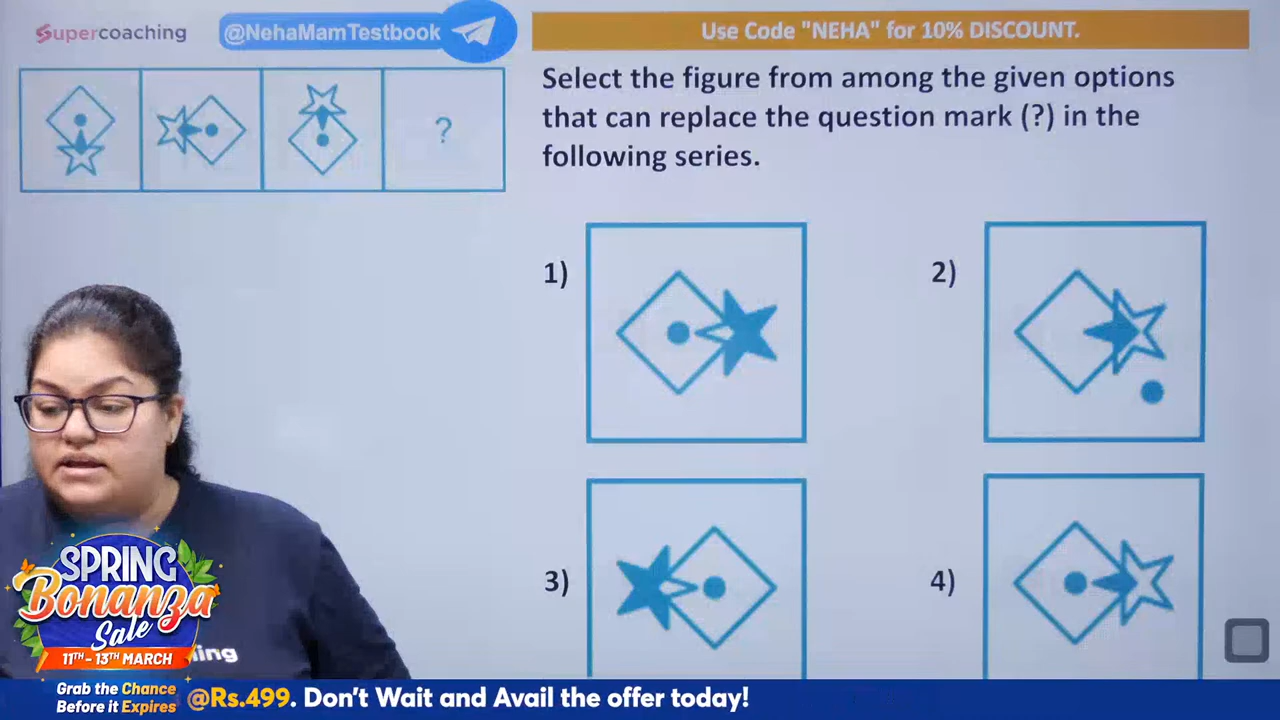 Supercoaching
@NehaMamTestbook
Use Code "NEHA" for 10% DISCOUNT.
?
Select the figure from among the given options
that can replace the question mark (?) in the
following series.
1)
2)
3)
4)
SPRING
Bonanza
Sale
11TH - 13TH MARCH
Grab the Chance
Before it Expires
@Rs.499. Don't Wait and Avail the offer today!